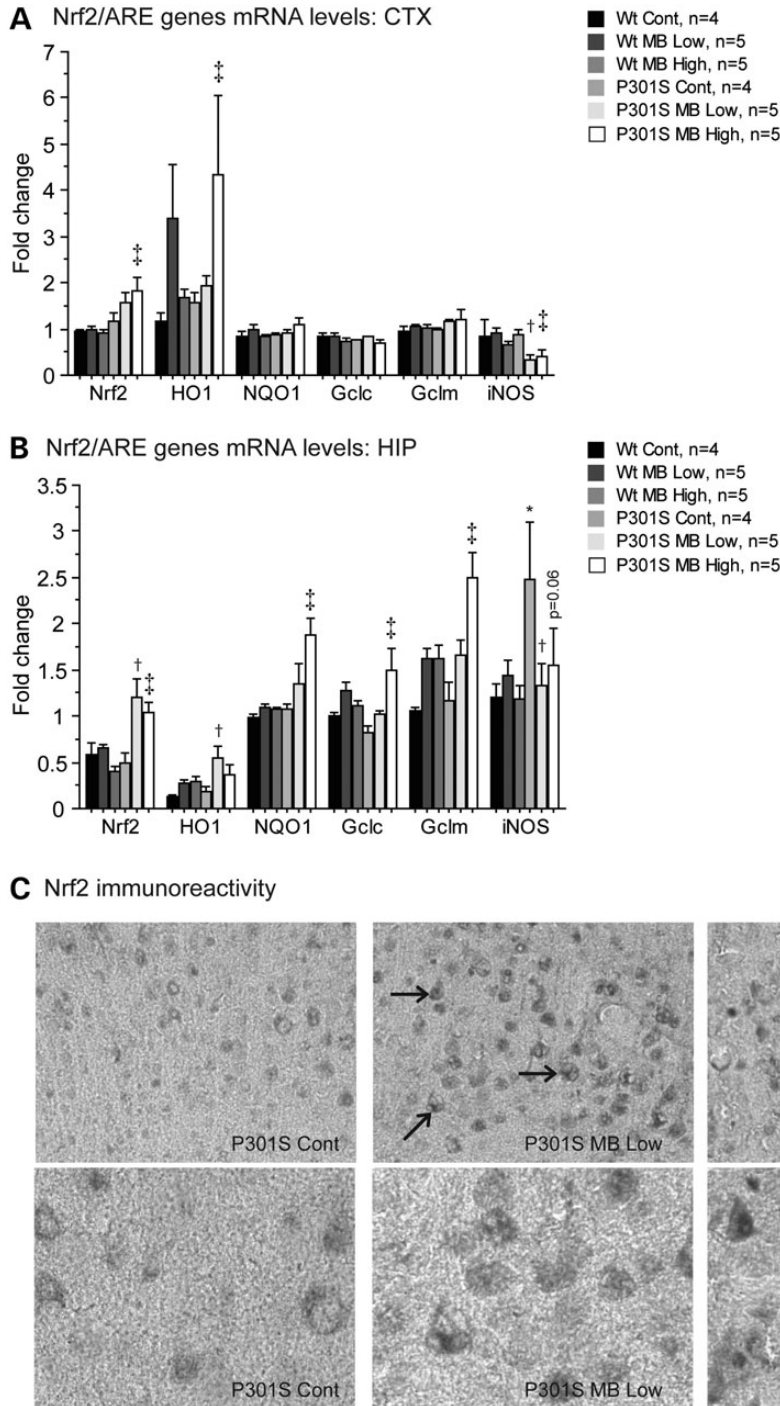 A Nrf2/ARE genes mRNA levels: CTX
Wt Cont, n=4
Wt MB Low, n=5
Wt MB High, n=5
P301S Cont, n=4
P301S MB Low, n=5
P301S MB High, n=5
Fold change
7
6
5
4
3
2
1
0
‡
‡
†
‡
Nrf2 HO1 NQO1 Gclc Gclm iNOS
B Nrf2/ARE genes mRNA levels: HIP
Wt Cont, n=4
Wt MB Low, n=5
Wt MB High, n=5
P301S Cont, n=4
P301S MB Low, n=5
P301S MB High, n=5
Fold change
3.5
3
2.5
2
1.5
1
0.5
0
†
‡
†
‡
‡
‡
*
†
p=0.06
Nrf2 HO1 NQO1 Gclc Gclm iNOS
C Nrf2 immunoreactivity
P301S Cont
P301S MB Low
P301S Cont
P301S MB Low